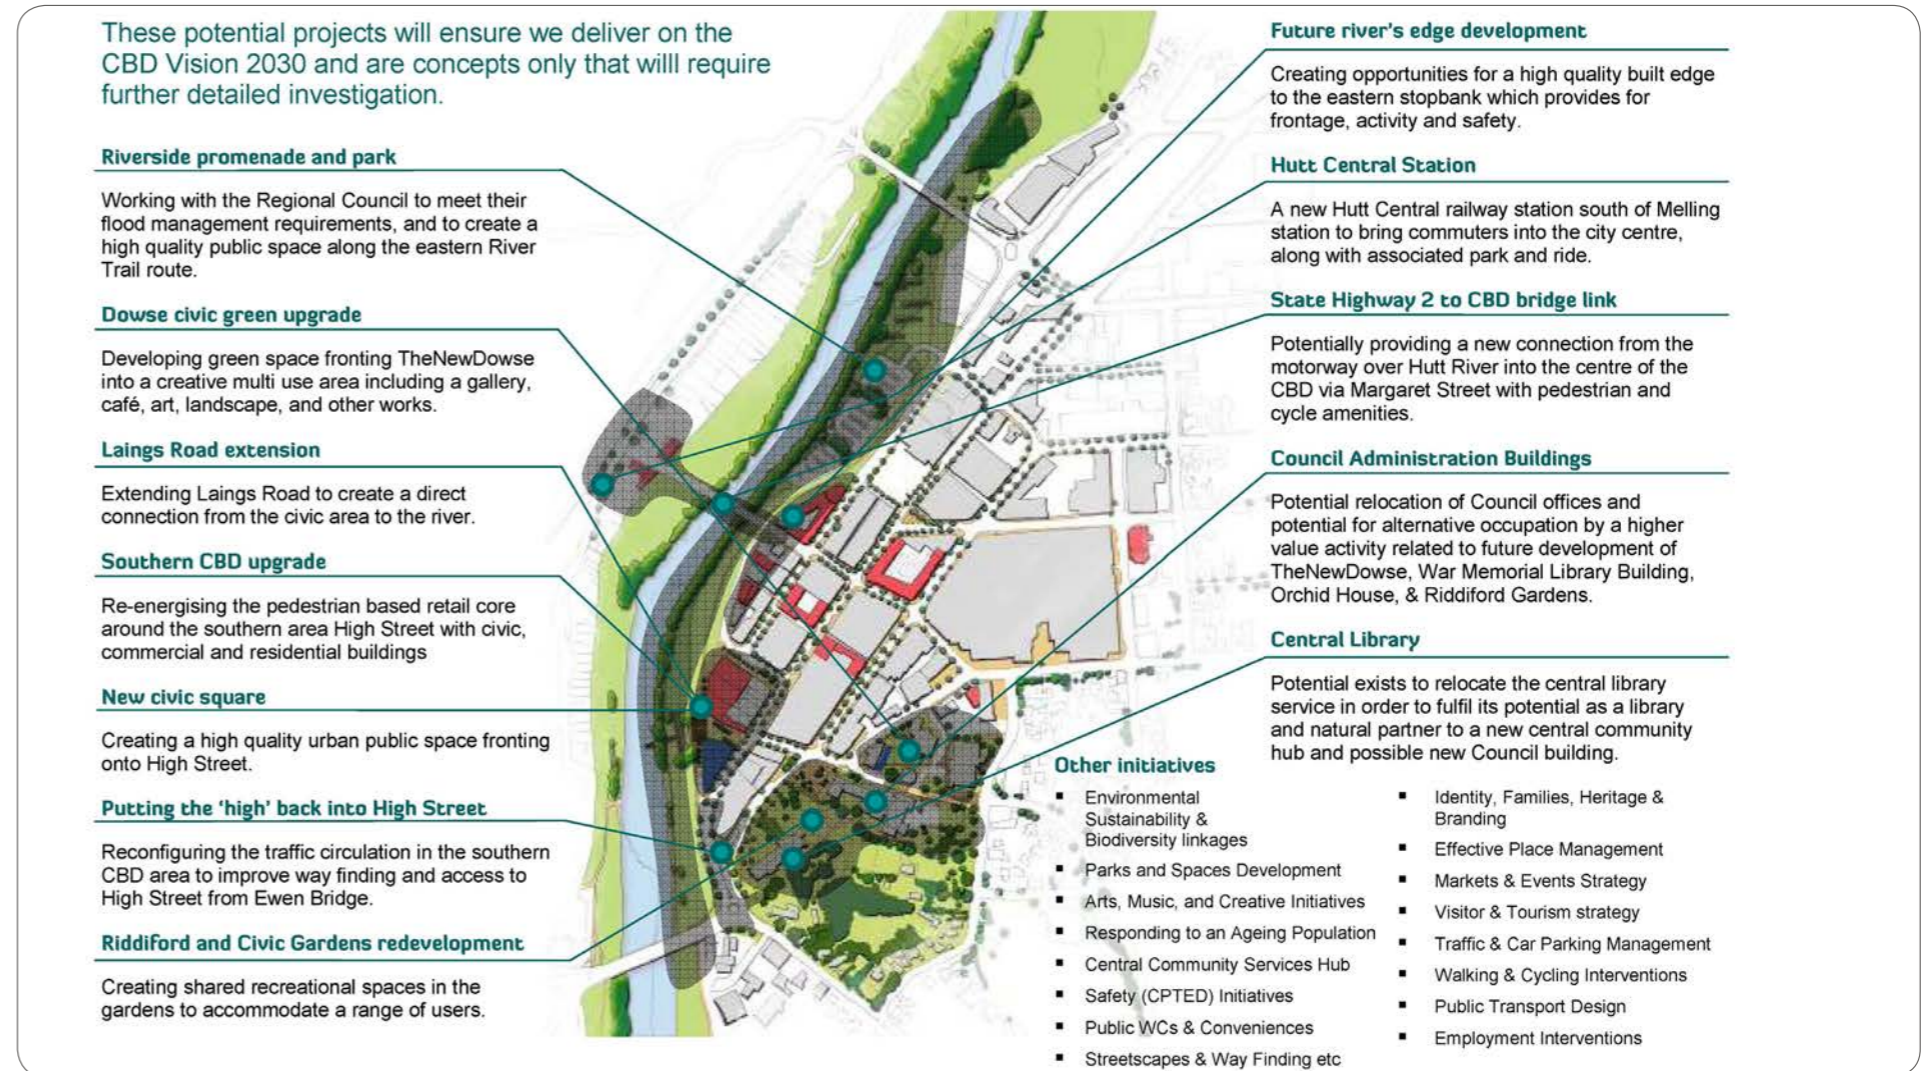 These potential projects will ensure we deliver on the
CBD Vision 2030 and are concepts only that willl require
further detailed investigation.
Riverside promenade and park
Working with the Regional Council to meet their
flood management requirements, and to create a
high quality public space along the eastern River
Trail route.
Dowse civic green upgrade
Developing green space fronting TheNewDowse
into a creative multi use area including a gallery,
café, art, landscape, and other works.
Laings Road extension
Extending Laings Road to create a direct
connection from the civic area to the river.
Southern CBD upgrade
Re-energising the pedestrian based retail core
around the southern area High Street with civic,
commercial and residential buildings
New civic square
Creating a high quality urban public space fronting
onto High Street.
Putting the ‘high’ back into High Street
Reconfiguring the traffic circulation in the southern
CBD area to improve way finding and access to
High Street from Ewen Bridge.
Riddiford and Civic Gardens redevelopment
Creating shared recreational spaces in the
gardens to accommodate a range of users.
Future river’s edge development
Creating opportunities for a high quality built edge
to the eastern stopbank which provides for
frontage, activity and safety.
Hutt Central Station
A new Hutt Central railway station south of Melling
station to bring commuters into the city centre,
along with associated park and ride.
State Highway 2 to CBD bridge link
Potentially providing a new connection from the
motorway over Hutt River into the centre of the
CBD via Margaret Street with pedestrian and
cycle amenities.
Council Administration Buildings
Potential relocation of Council offices and
potential for alternative occupation by a higher
value activity related to future development of
TheNewDowse, War Memorial Library Building,
Orchid House, & Riddiford Gardens.
Central Library
Potential exists to relocate the central library
service in order to fulfil its potential as a library
and natural partner to a new central community
hub and possible new Council building.
Other initiatives
▪ Environmental
Sustainability &
Biodiversity linkages
▪ Parks and Spaces Development
▪ Arts, Music, and Creative Initiatives
▪ Responding to an Ageing Population
▪ Central Community Services Hub
▪ Safety (CPTED) Initiatives
▪ Public WCs & Conveniences
▪ Streetscapes & Way Finding etc
▪ Identity, Families, Heritage &
Branding
▪ Effective Place Management
▪ Markets & Events Strategy
▪ Visitor & Tourism strategy
▪ Traffic & Car Parking Management
▪ Walking & Cycling Interventions
▪ Public Transport Design
▪ Employment Interventions